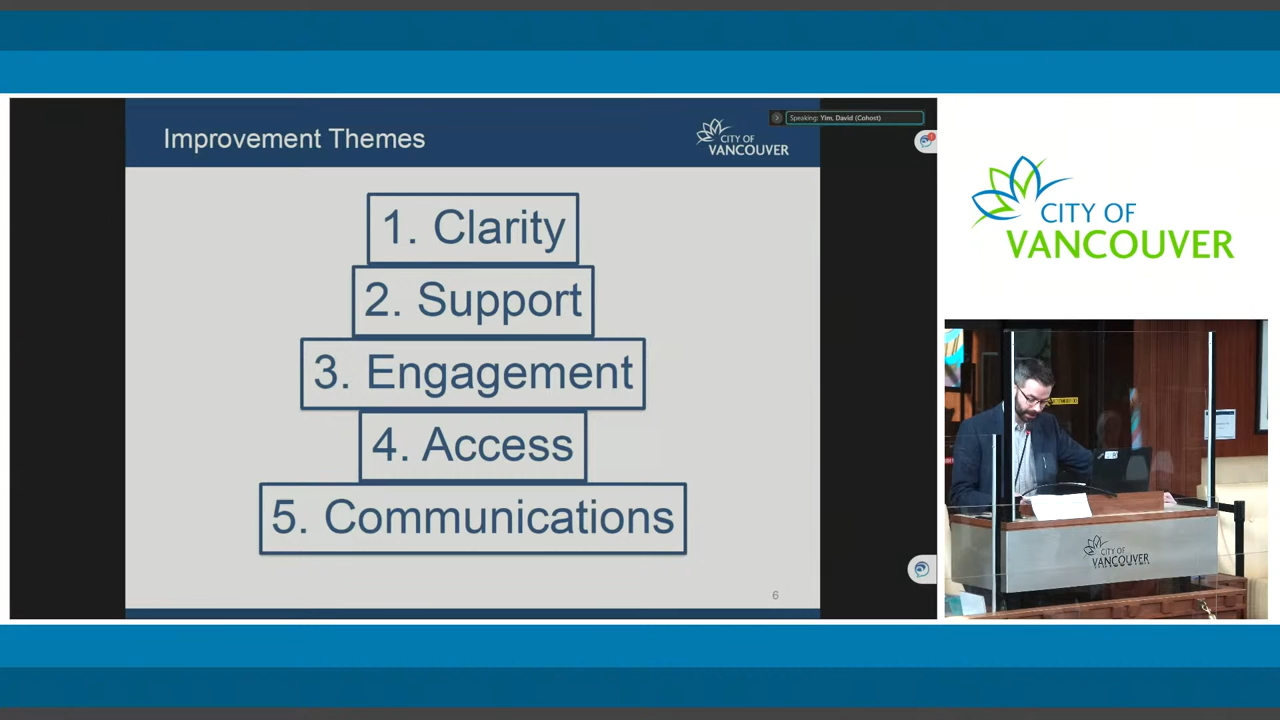 Improvement Themes
CITY OF
VANCOUVER
Speaking: Yim, David (Cohost)
1. Clarity
2. Support
3. Engagement
4. Access
5. Communications
6
CITY OF
VANCOUVER
CITY OF
VANCOUVER